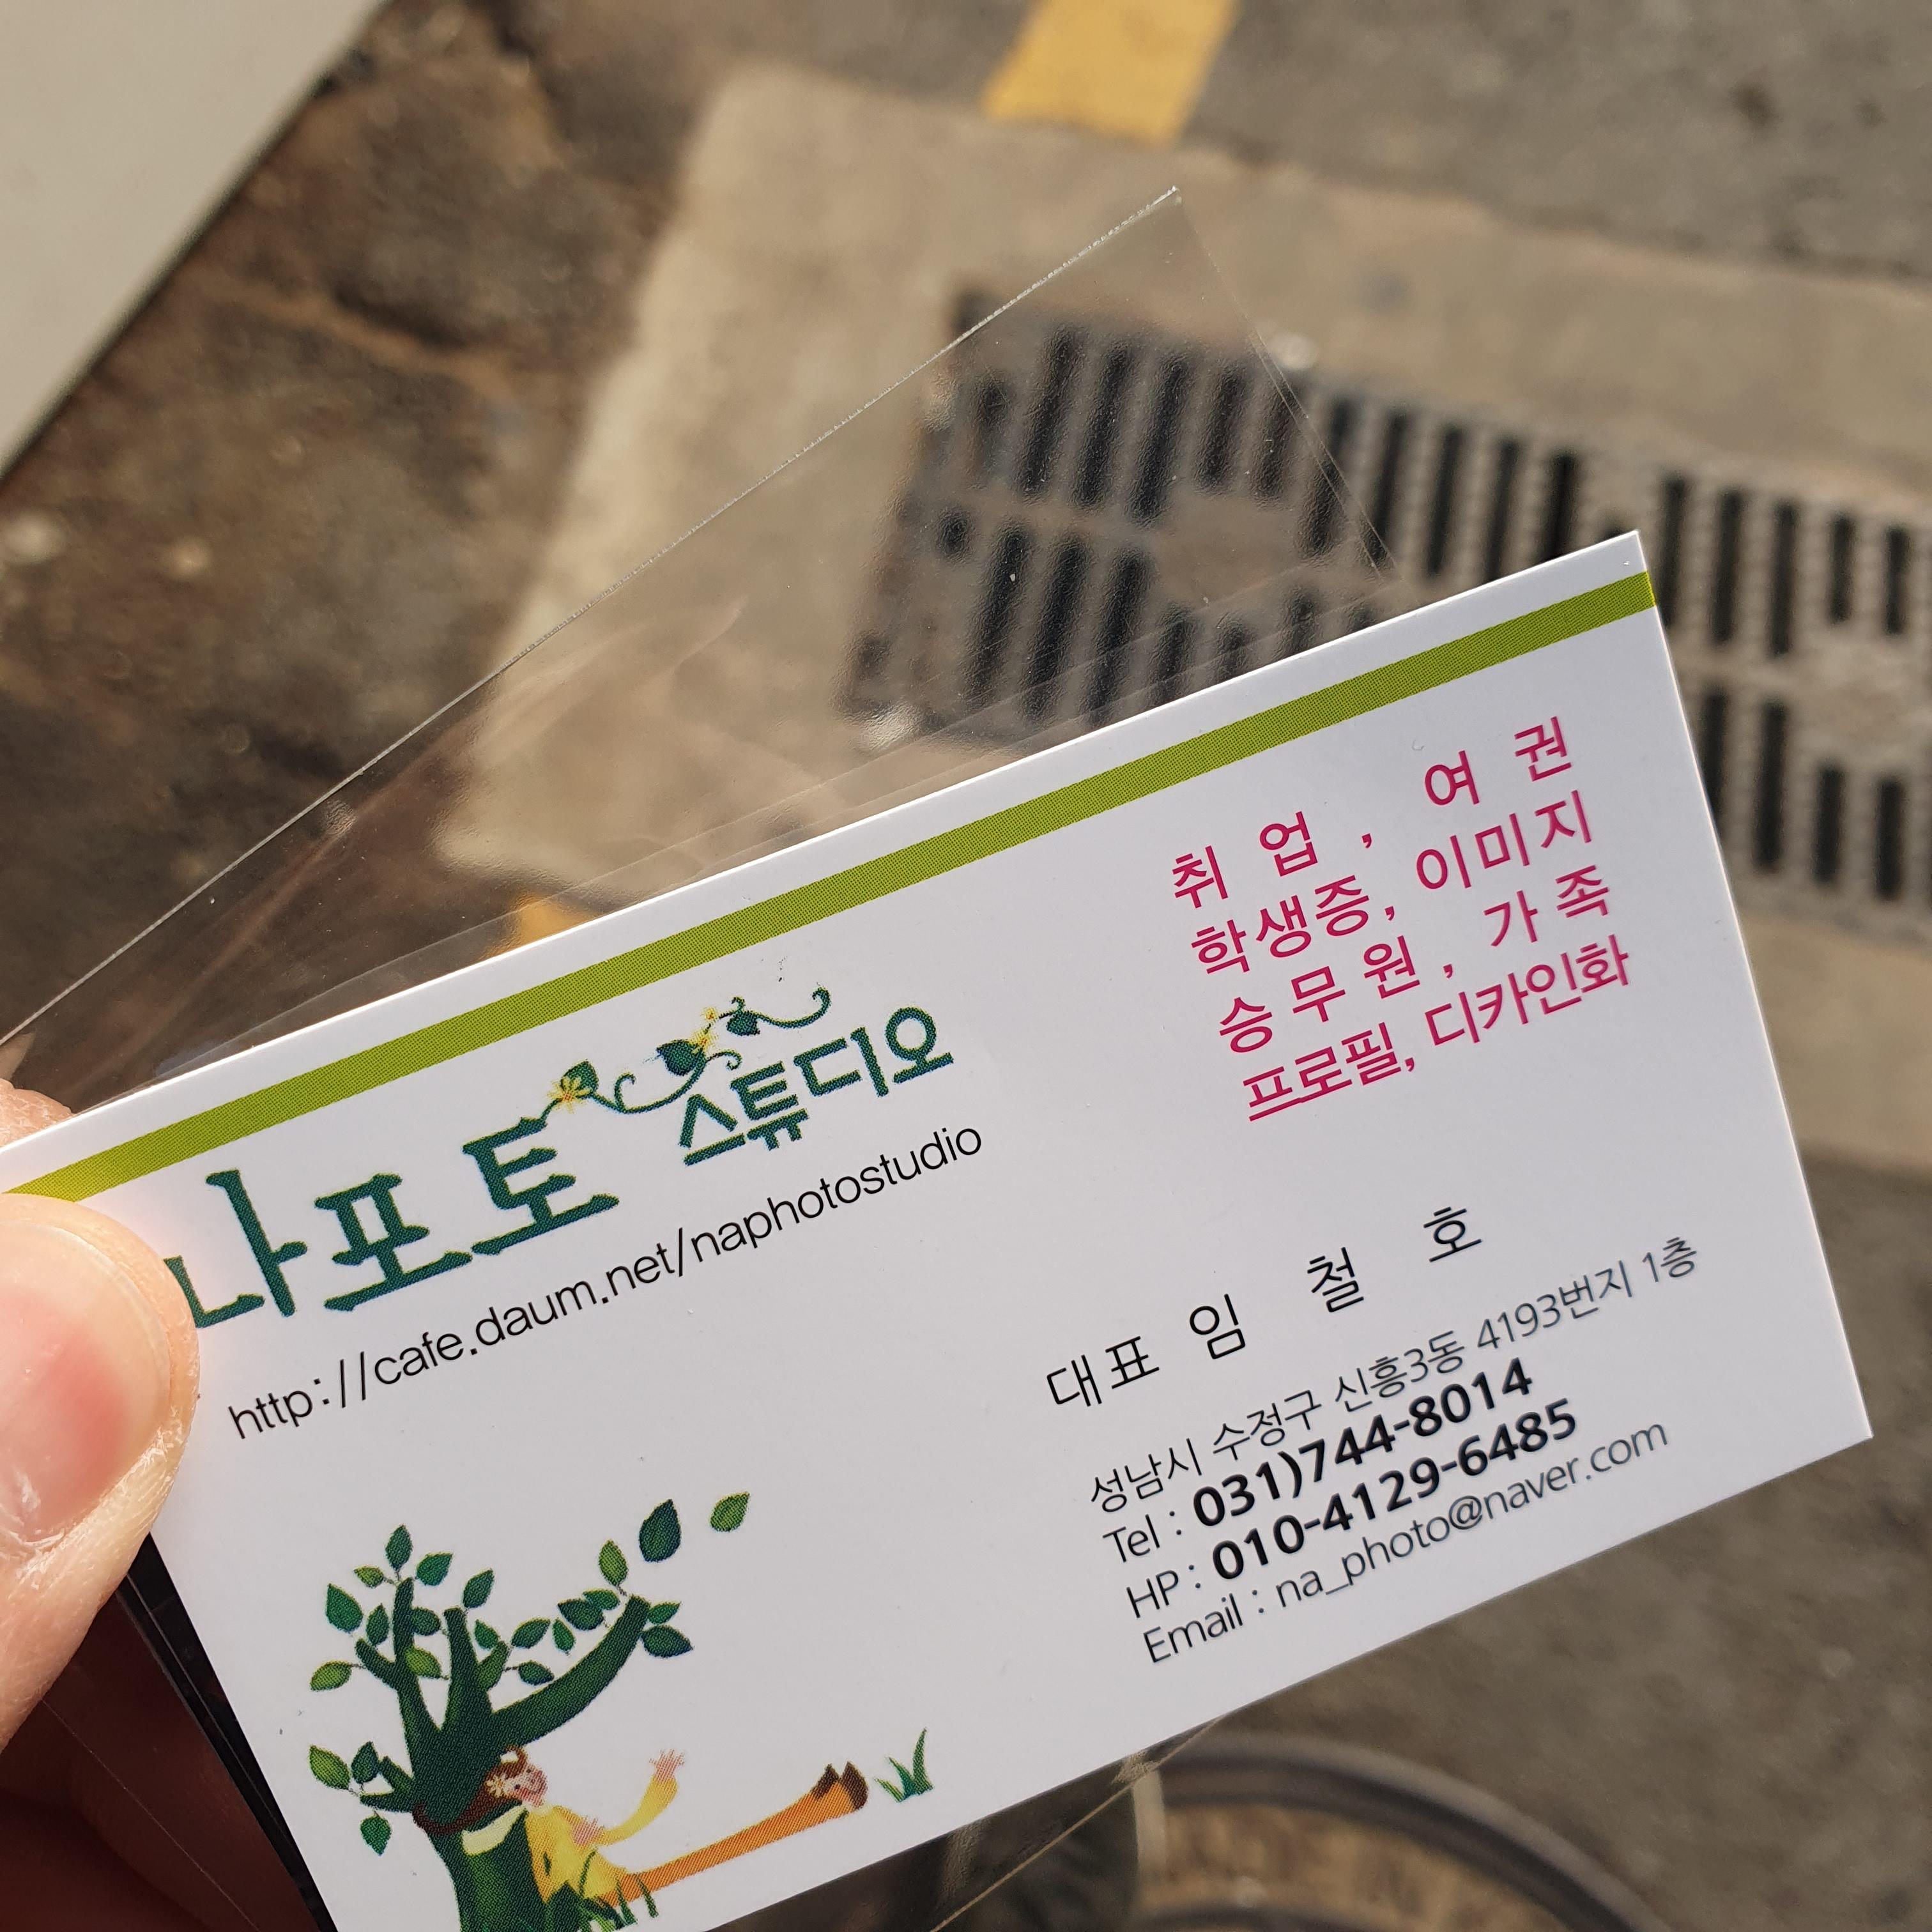 나포토 스튜디오
http://cafe.daum.net/naphotostudio
취업, 여권
학생증, 이미지
승무원, 가족
프로필, 디카인화
대표 임 철 호
성남시 수정구 신흥3동 4193번지 1층
Tel : 031)744-8014
HP : 010-4129-6485
Email : na_photo@naver.com